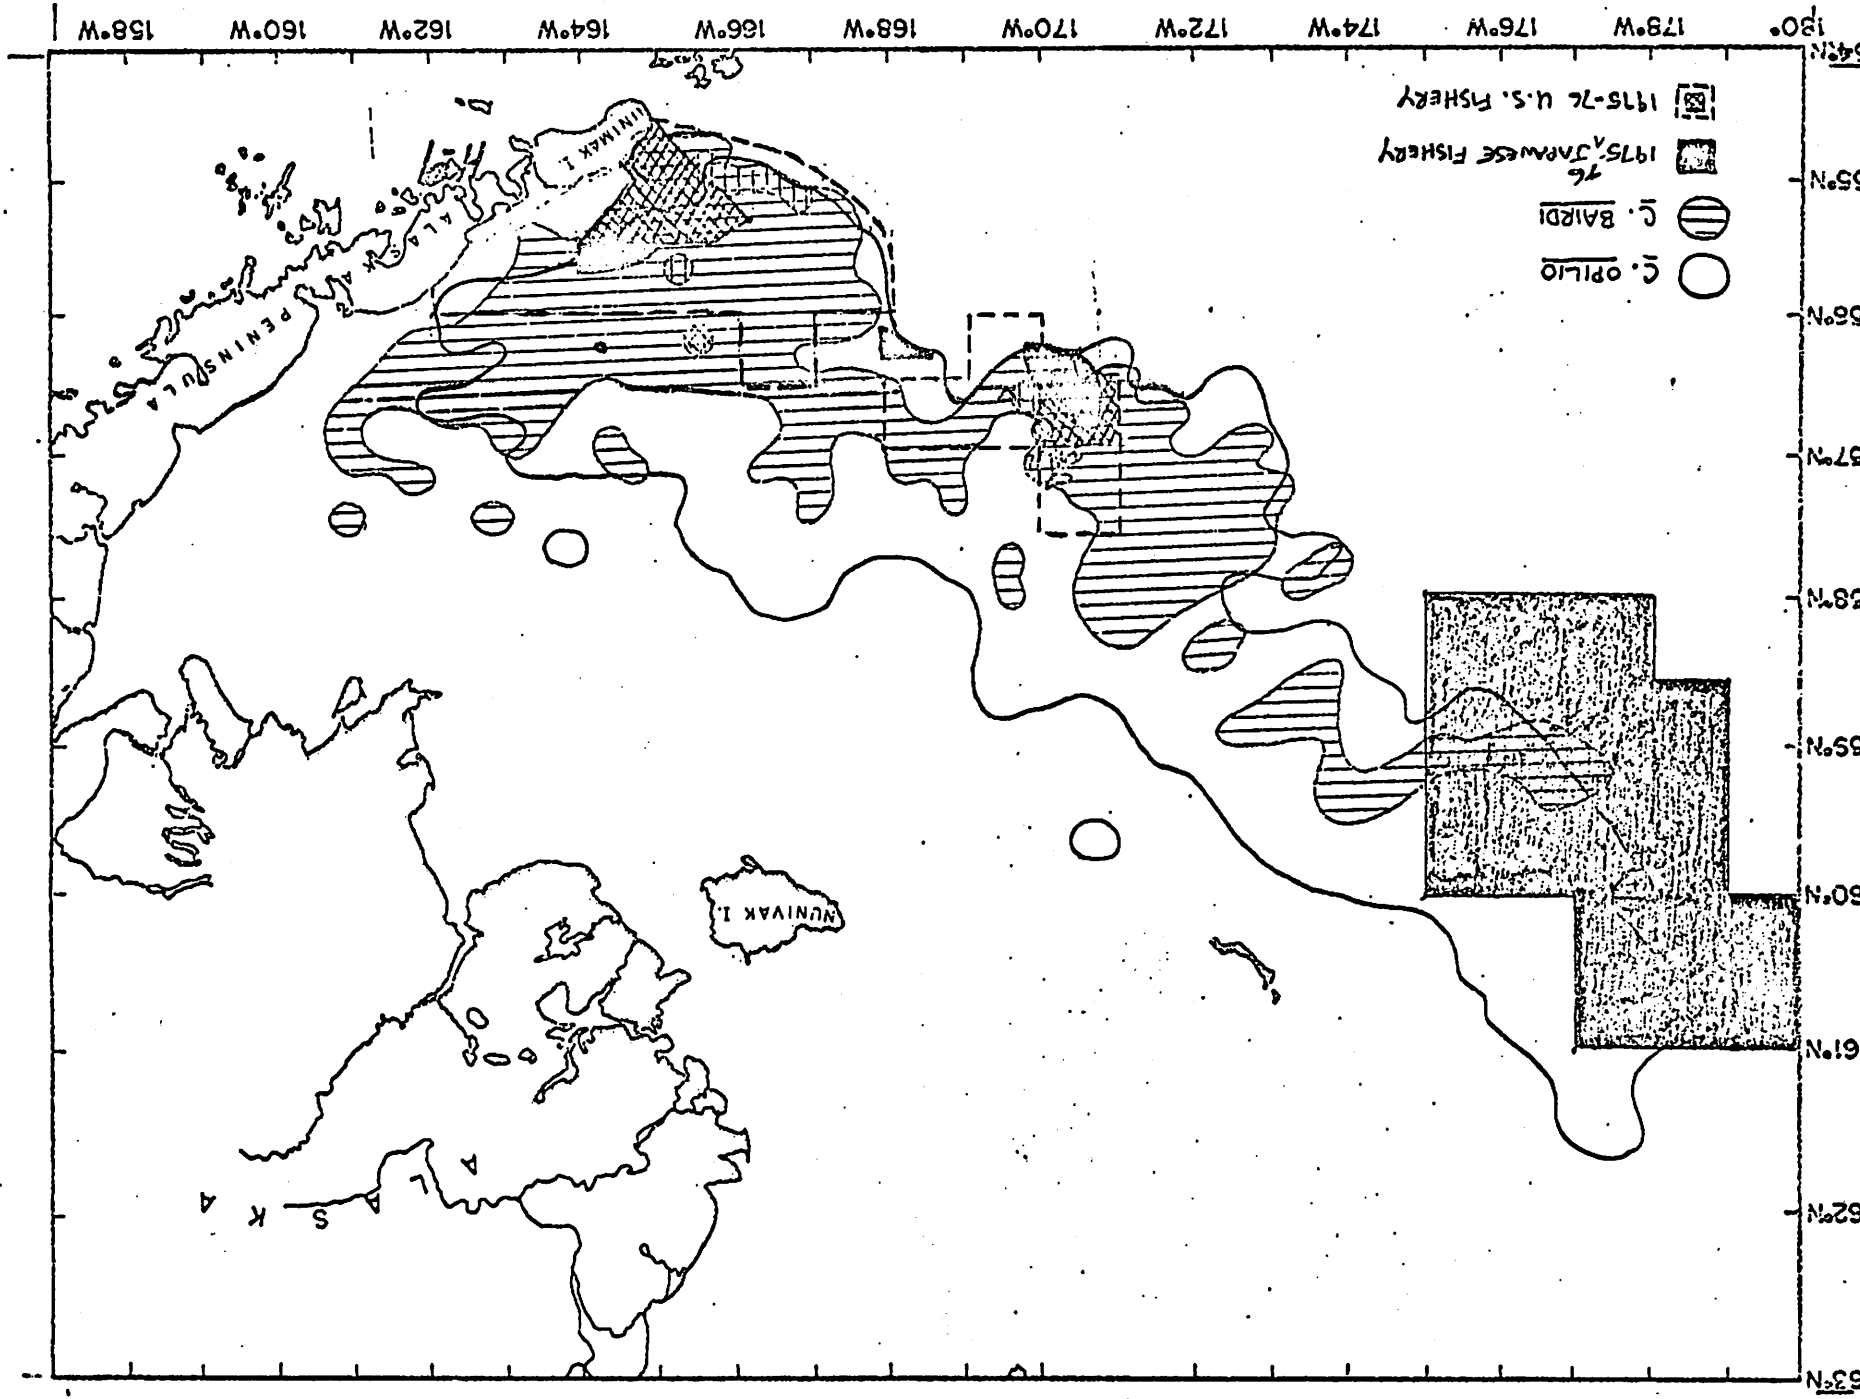 63°N
62°N
61°N
60°N
59°N
58°N
57°N
56°N
55°N
54°N
ALASKA
NUNIVAK I.
ALASKA PENINSULA
UNIMAK I.
C. OPILIO
C. BAIRDI
1975-76 JAPANESE FISHERY
1975-76 U.S. FISHERY
180° 178°W 176°W 174°W 172°W 170°W 168°W 166°W 164°W 162°W 160°W 158°W